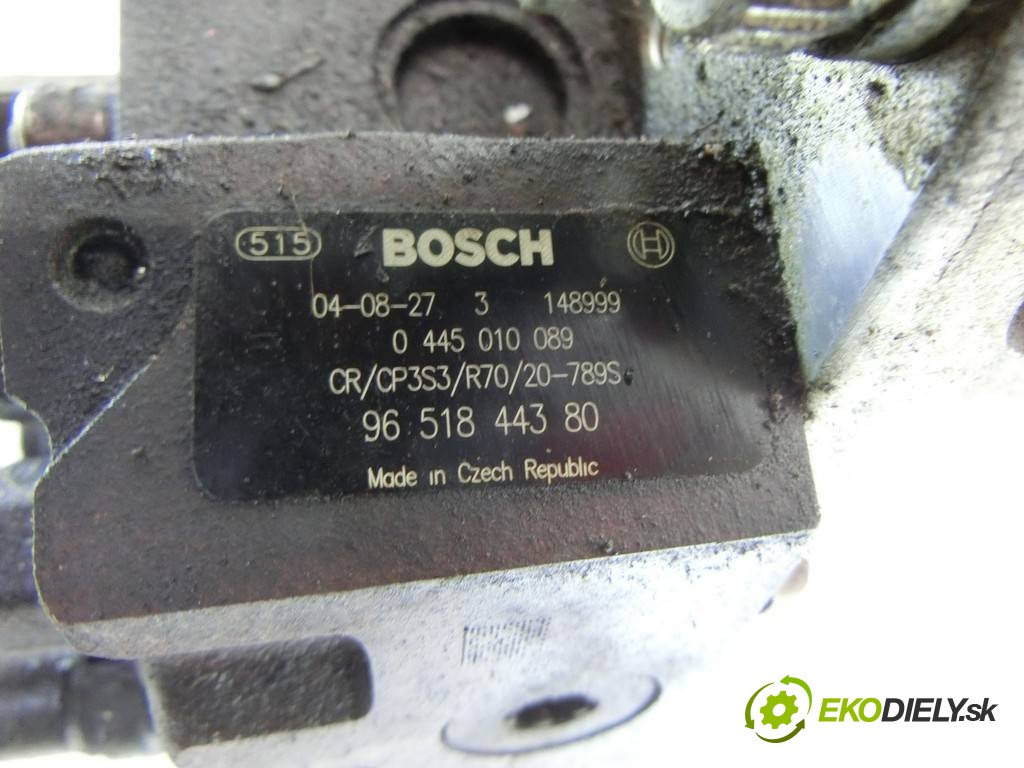 515 BOSCH
04-08-27 3 148999
0 445 010 089
CR/CP3S3/R70/20-789S
96 518 443 80
Made in Czech Republic
EKODIELY.sk